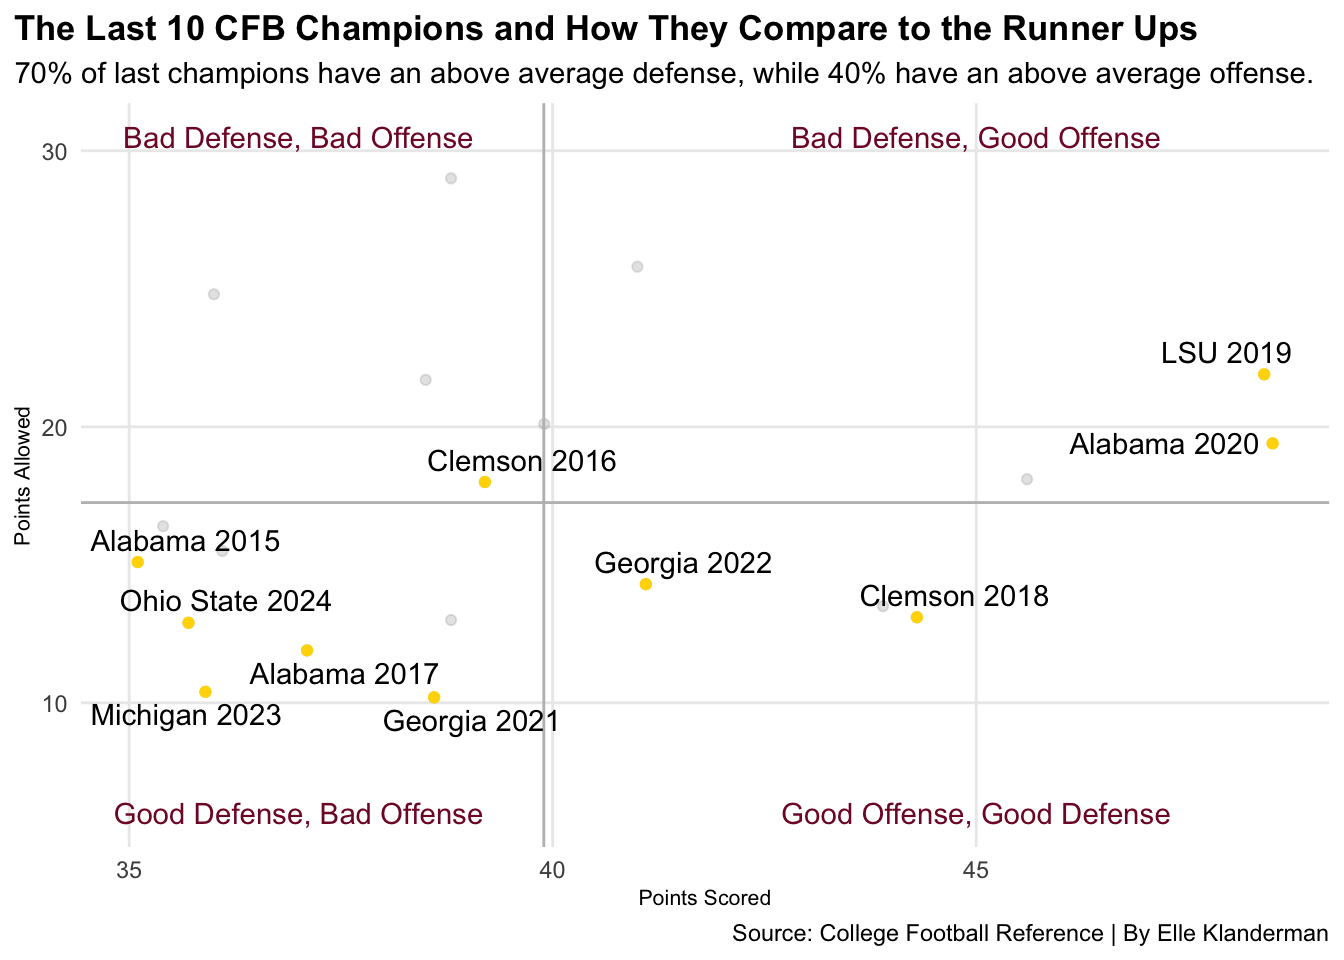 The Last 10 CFB Champions and How They Compare to the Runner Ups
70% of last champions have an above average defense, while 40% have an above average offense.
Bad Defense, Bad Offense
Bad Defense, Good Offense
30
LSU 2019
Points Allowed
20
Alabama 2020
Clemson 2016
Alabama 2015
Georgia 2022
Ohio State 2024
Clemson 2018
Alabama 2017
10
Michigan 2023
Georgia 2021
Good Defense, Bad Offense
Good Offense, Good Defense
35
40
45
Points Scored
Source: College Football Reference | By Elle Klanderman